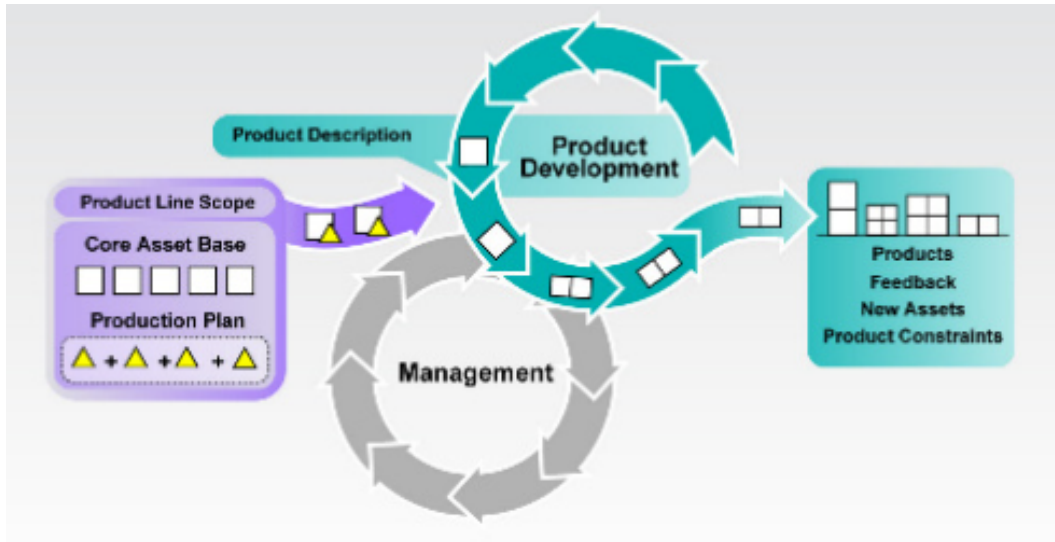 Product Description
Product
Development
Product Line Scope
Core Asset Base
Production Plan
+ + +
Management
Products
Feedback
New Assets
Product Constraints